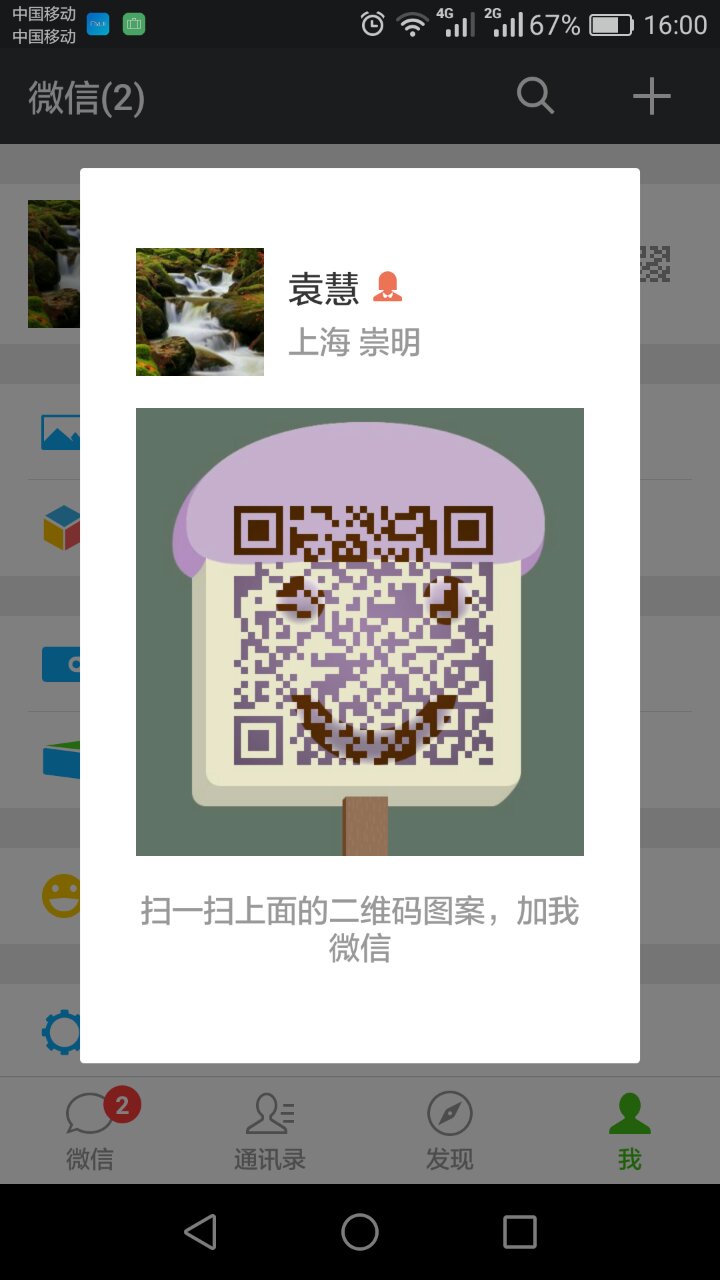 中国移动
中国移动
4G
2G
67%
16:00
微信(2)
袁慧
上海 崇明
扫一扫上面的二维码图案，加我
微信
2
微信
通讯录
发现
我